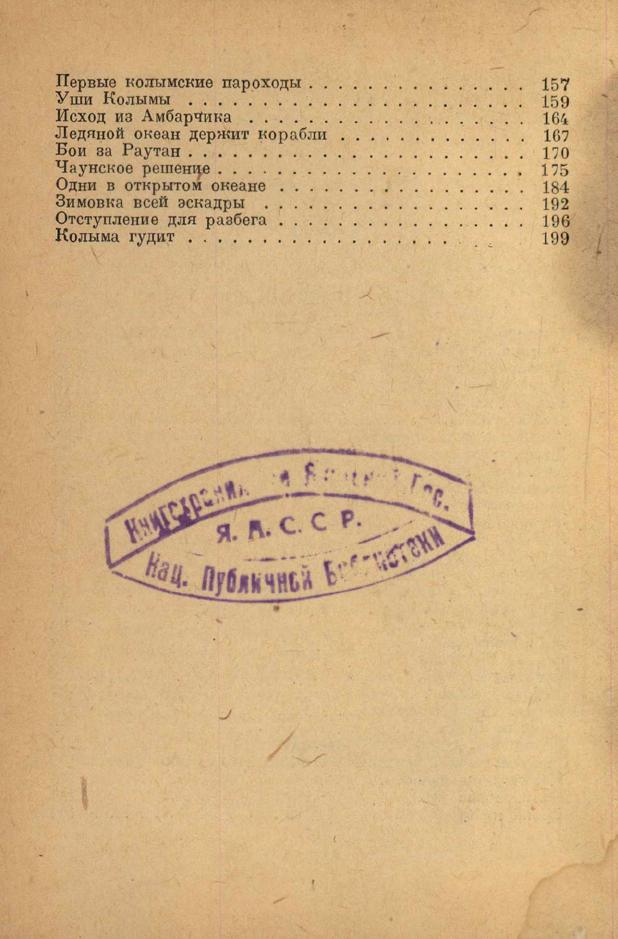 Первые колымские пароходы . . . . . . . . . . . . . . . 157
Уши Колымы . . . . . . . . . . . . . . . . . . . . . . . 159
Исход из Амбарчика . . . . . . . . . . . . . . . . . . . 164
Ледяной океан держит корабли . . . . . . . . . . . . . 167
Бои за Раутан . . . . . . . . . . . . . . . . . . . . . . . 170
Чаунское решение . . . . . . . . . . . . . . . . . . . . . 175
Одни в открытом океане . . . . . . . . . . . . . . . . . 184
Зимовка всей эскадры . . . . . . . . . . . . . . . . . . 192
Отступление для разбега . . . . . . . . . . . . . . . . . 196
Колыма гудит . . . . . . . . . . . . . . . . . . . . . . . 199
Гос.
Я. А. С. С. Р.
Нац. Публичной Библиотеки